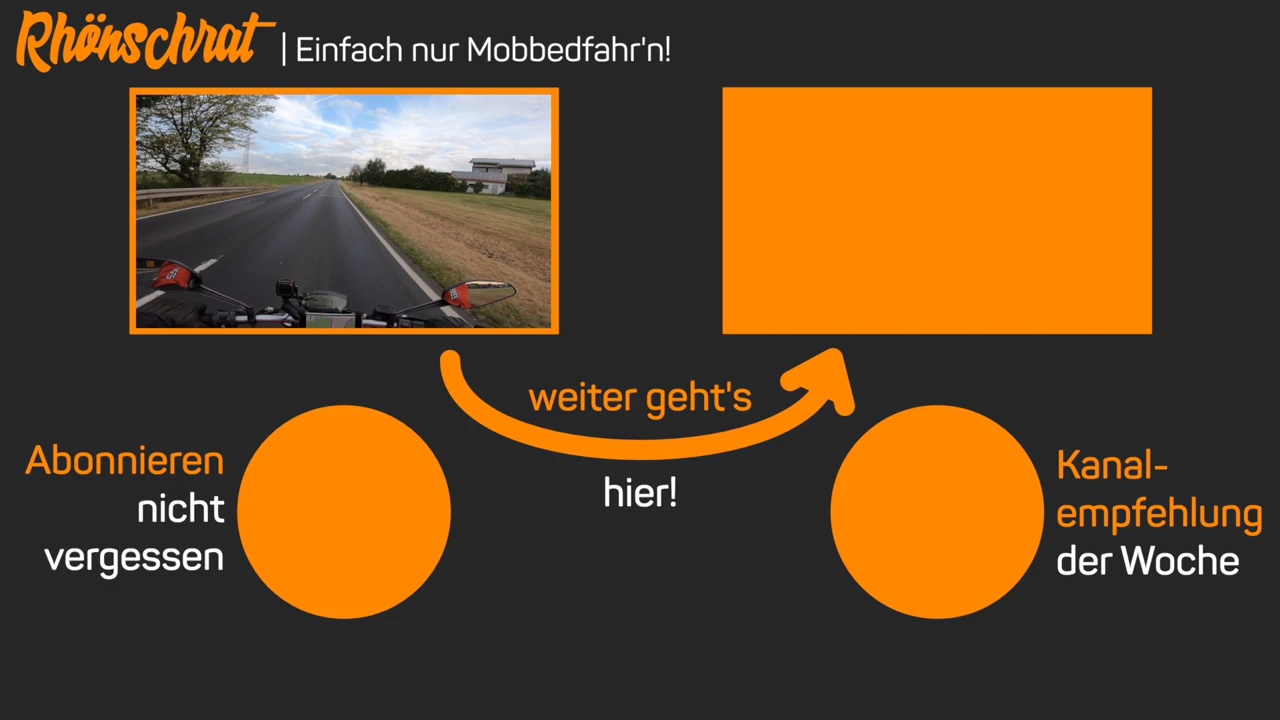 Rhönschrat | Einfach nur Mobbedfahr'n!
weiter geht's
hier!
Abonnieren
nicht
vergessen
Kanal-
empfehlung
der Woche